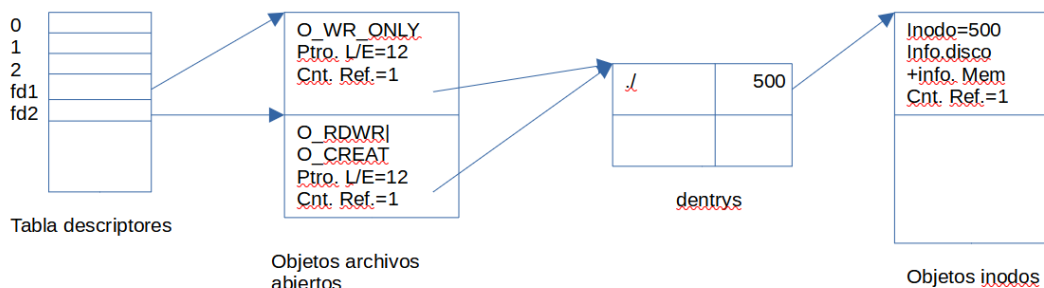 0
1
2
fd1
fd2
Tabla descriptores
O_WR_ONLY
Ptro. L/E=12
Cnt. Ref.=1
O_RDWR|
O_CREAT
Ptro. L/E=12
Cnt. Ref.=1
Objetos archivos
abiertos
./ 500
dentrys
Inodo=500
Info.disco
+info. Mem
Cnt. Ref.=1
Objetos inodos